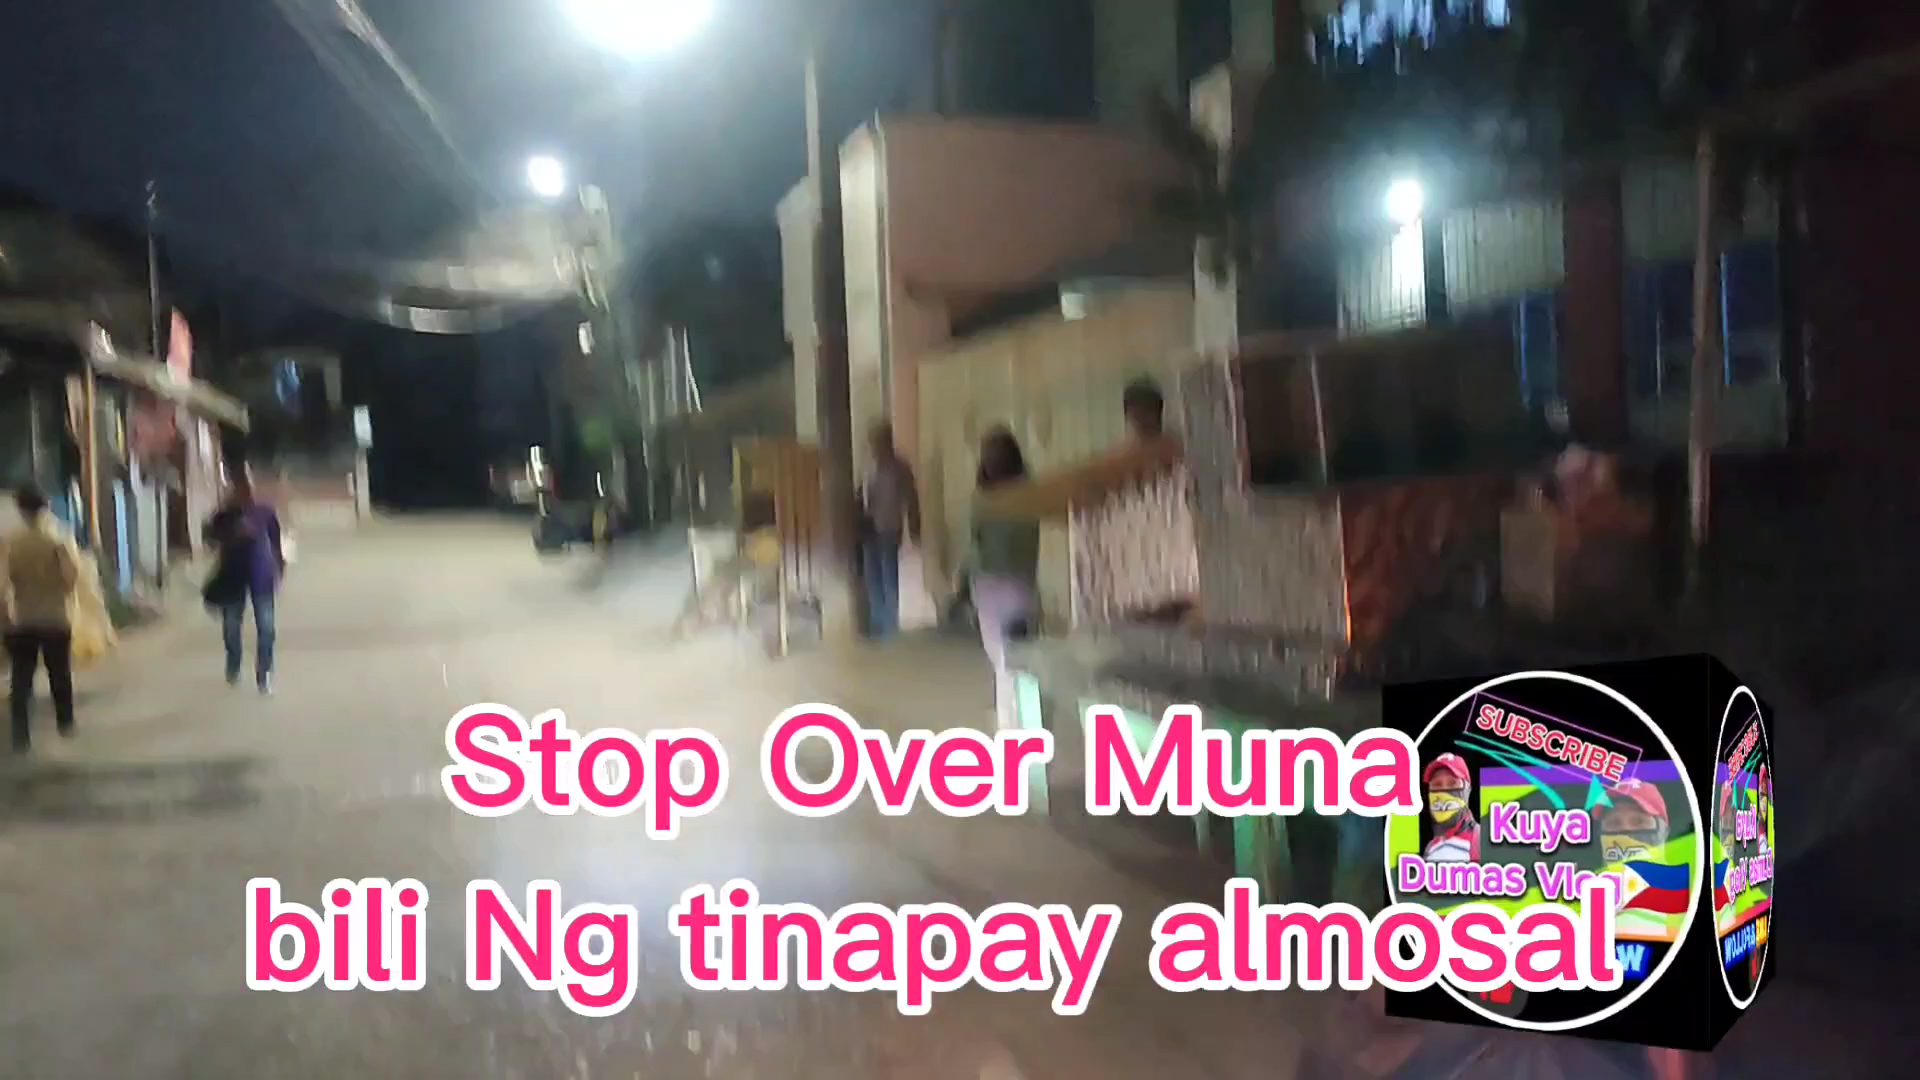 Stop Over Muna
bili Ng tinapay almosal
SUBSCRIBE
Kuya
Dumas Vlog